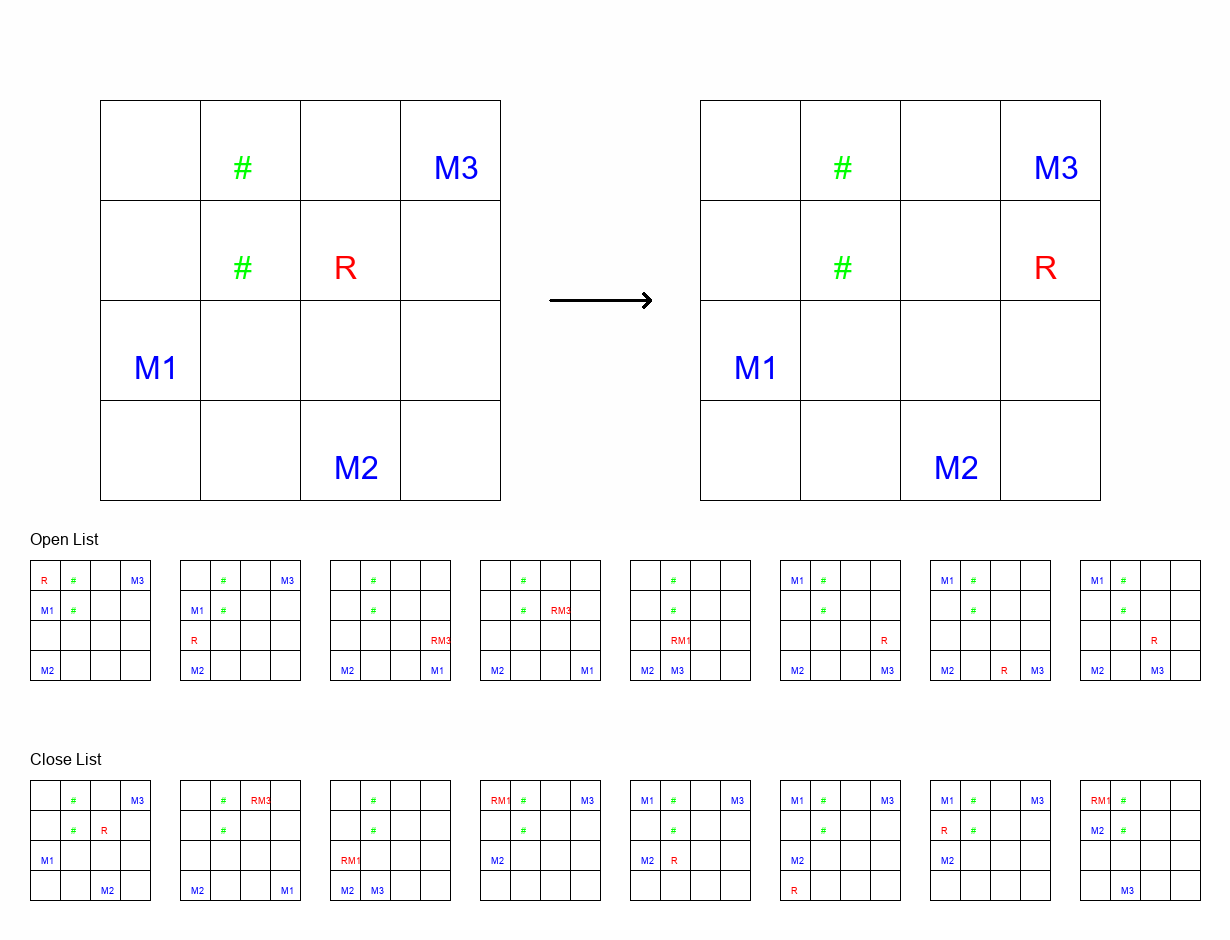 # M3 # M3
# R # R
M1 M1
M2 M2
Open List
R # M3 # M3 # # # M1 # M1 # M1 #
M1 # M1 # # # RM3 # # # #
R RM3 RM1 R R
M2 M2 M2 M1 M2 M1 M2 M3 M2 M3 M2 R M3 M2 M3
Close List
# M3 # RM3 # RM1 # M3 M1 # M3 M1 # M3 M1 # M3 RM1 #
# R # # # # # R # M2 #
M1 RM1 M2 M2 R M2 M2
M2 M2 M1 M2 M3 R M3